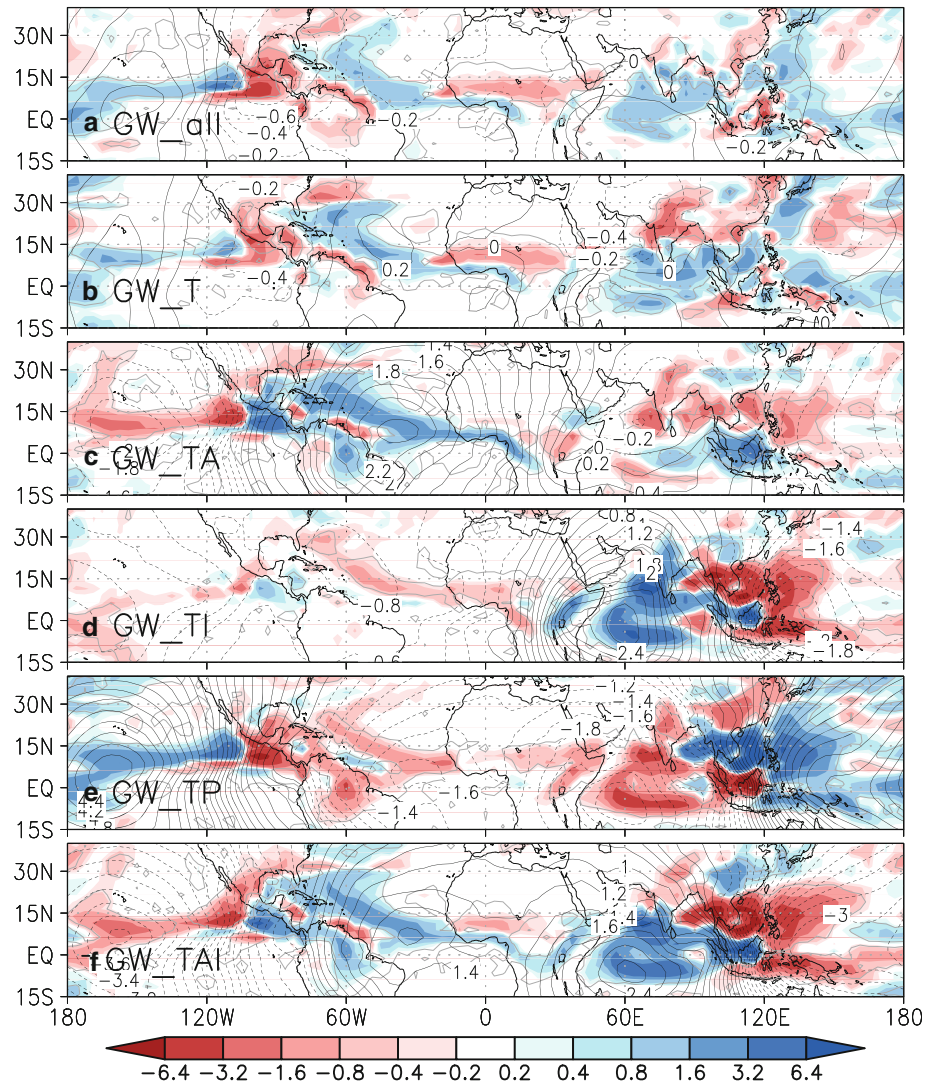 30N
15N
EQ
15S
a GW_all
-0.6
-0.4
-0.2
-0.2
0
-0.2
30N
15N
EQ
15S
b GW_T
-0.2
-0.4
0.2
0
-0.4
-0.2
0
30N
15N
EQ
15S
c GW_TA
1.6
1.8
2.2
-0.2
0
0.2
30N
15N
EQ
15S
d GW_TI
-0.8
0.8
1.2
2
2.4
-1.4
-1.6
-1.8
30N
15N
EQ
15S
e GW_TP
4.4
4.2
-1.4
-1.6
-1.8
-1.2
-1.4
-1.6
30N
15N
EQ
15S
f GW_TAI
-3.4
1.4
1
1.2
1.4
1.6
-3
180 120W 60W 0 60E 120E 180
-6.4 -3.2 -1.6 -0.8 -0.4 -0.2 0.2 0.4 0.8 1.6 3.2 6.4